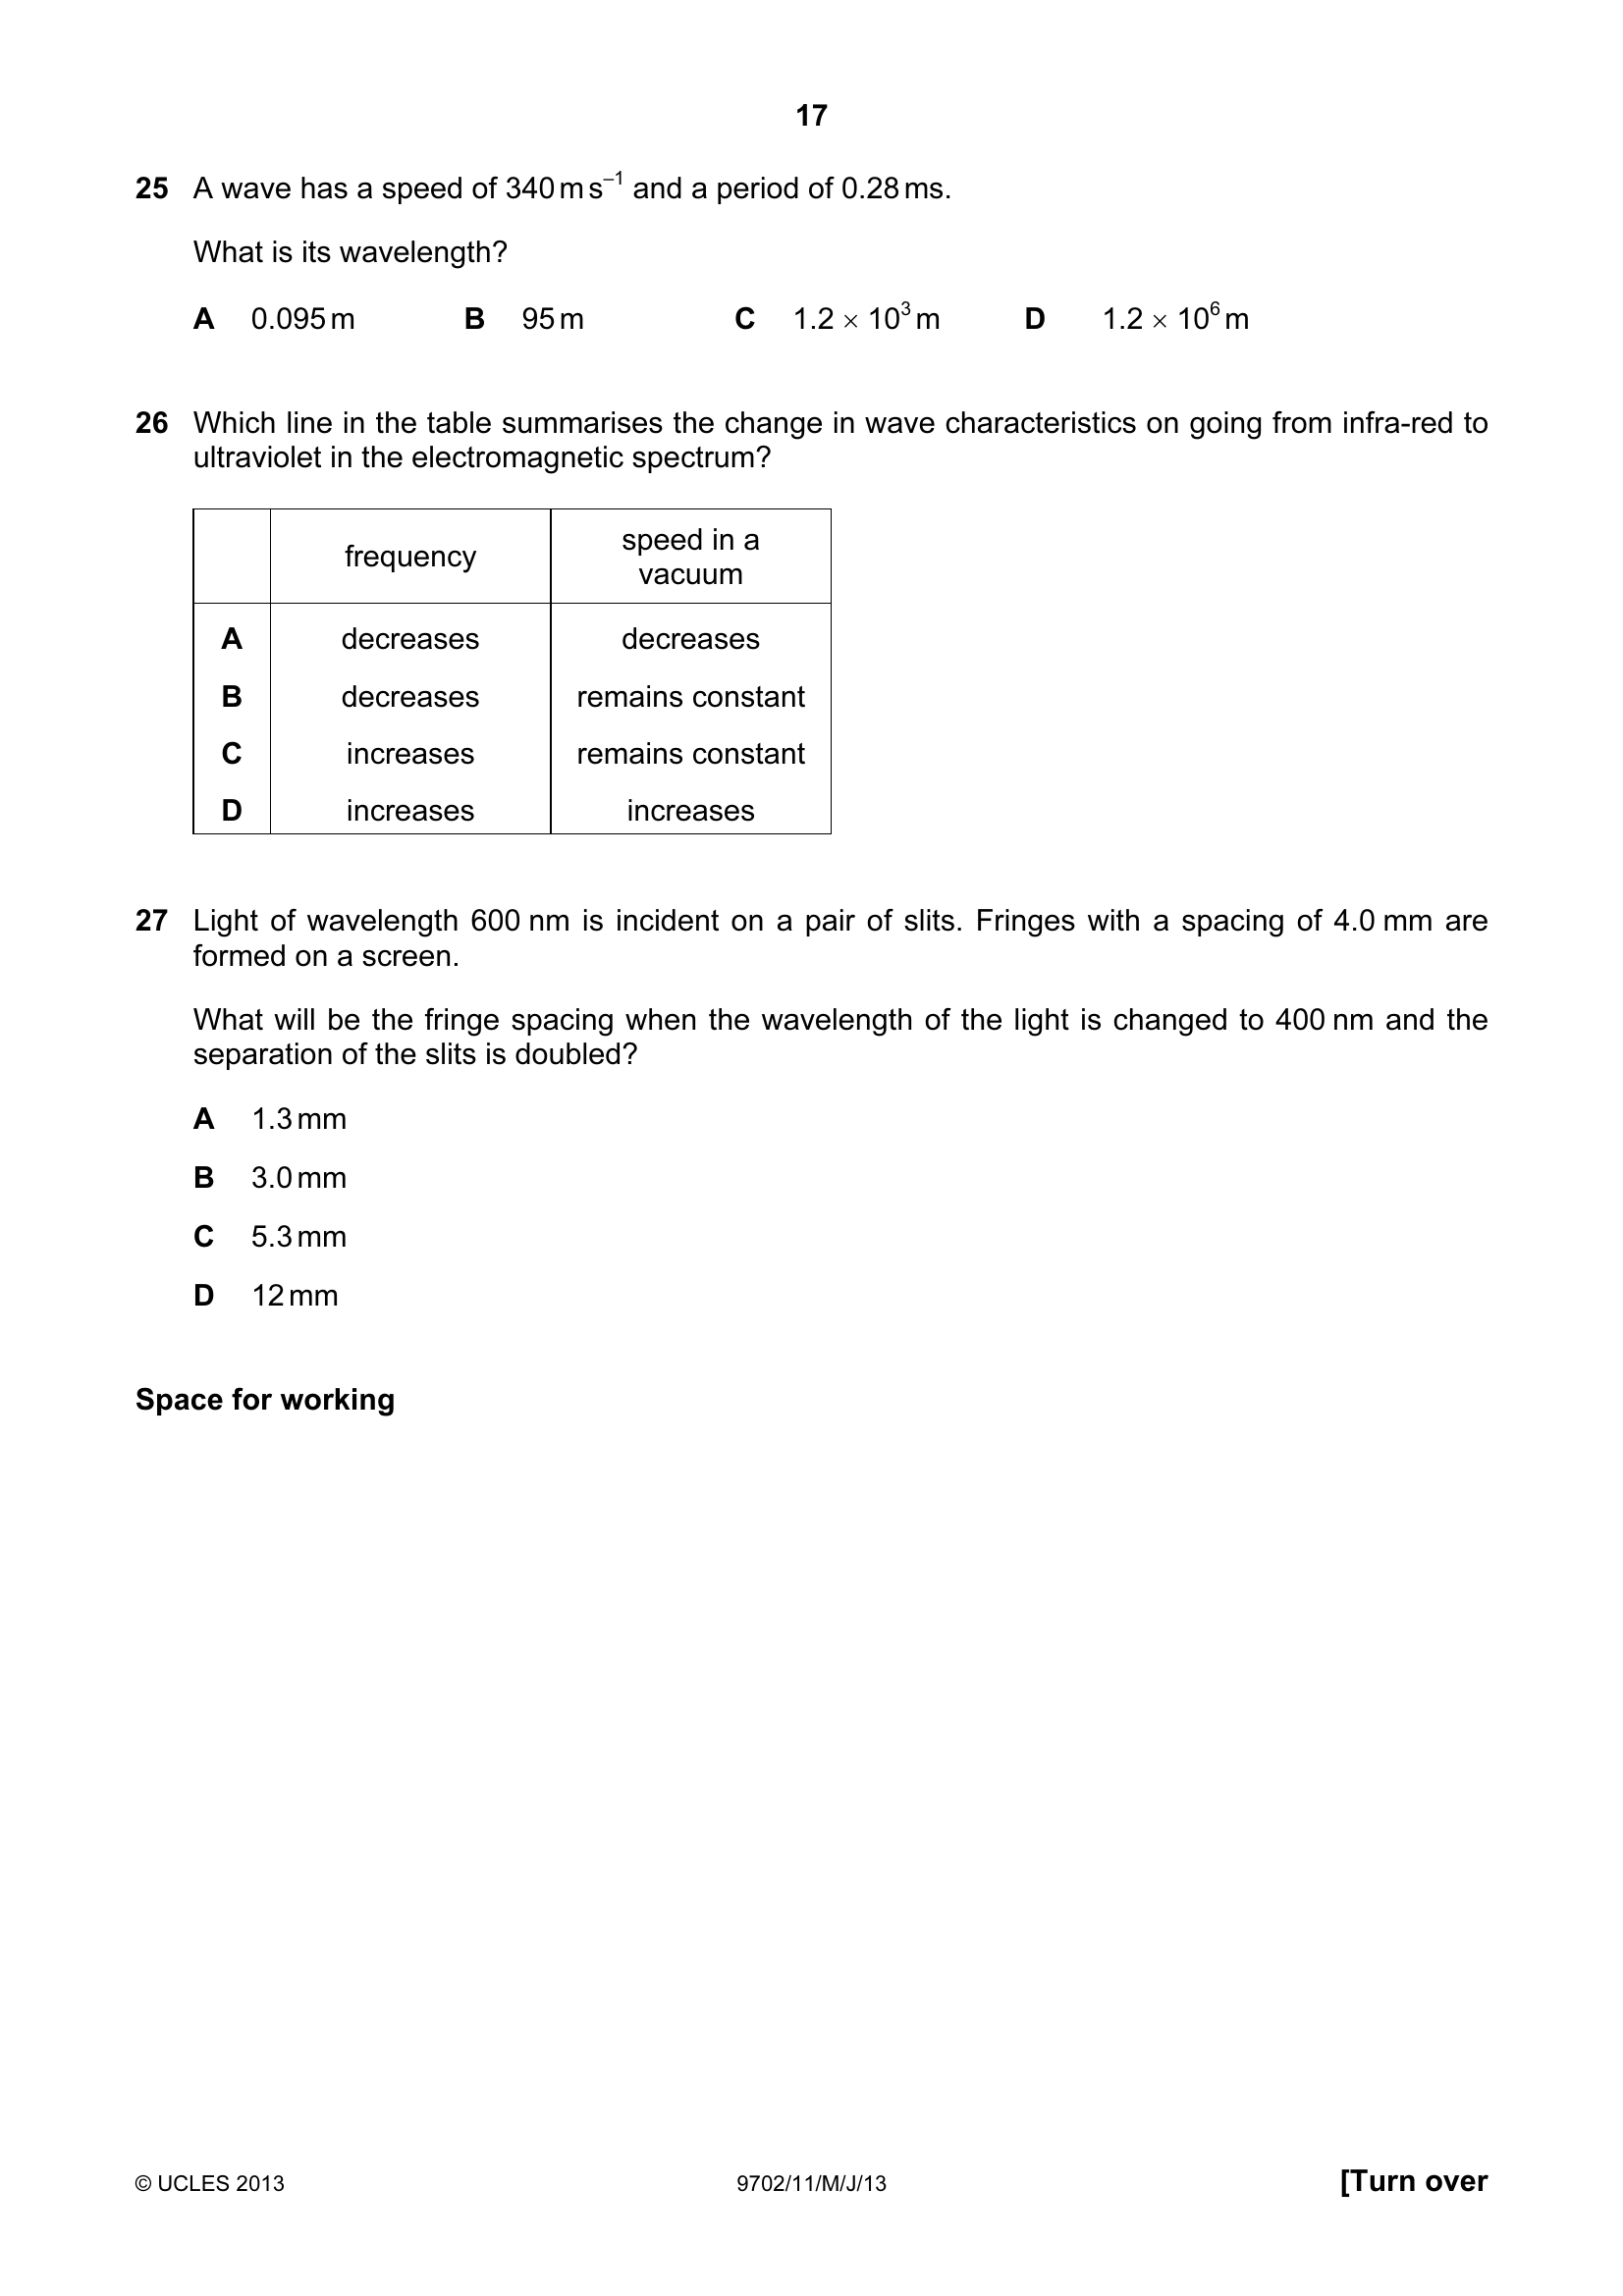 17
25 A wave has a speed of 340 m s⁻¹ and a period of 0.28 ms.
What is its wavelength?
A 0.095 m B 95 m C 1.2 × 10³ m D 1.2 × 10⁶ m
26 Which line in the table summarises the change in wave characteristics on going from infra-red to
ultraviolet in the electromagnetic spectrum?
frequency speed in a
vacuum
A decreases decreases
B decreases remains constant
C increases remains constant
D increases increases
27 Light of wavelength 600 nm is incident on a pair of slits. Fringes with a spacing of 4.0 mm are
formed on a screen.
What will be the fringe spacing when the wavelength of the light is changed to 400 nm and the
separation of the slits is doubled?
A 1.3 mm
B 3.0 mm
C 5.3 mm
D 12 mm
Space for working
© UCLES 2013 9702/11/M/J/13 [Turn over